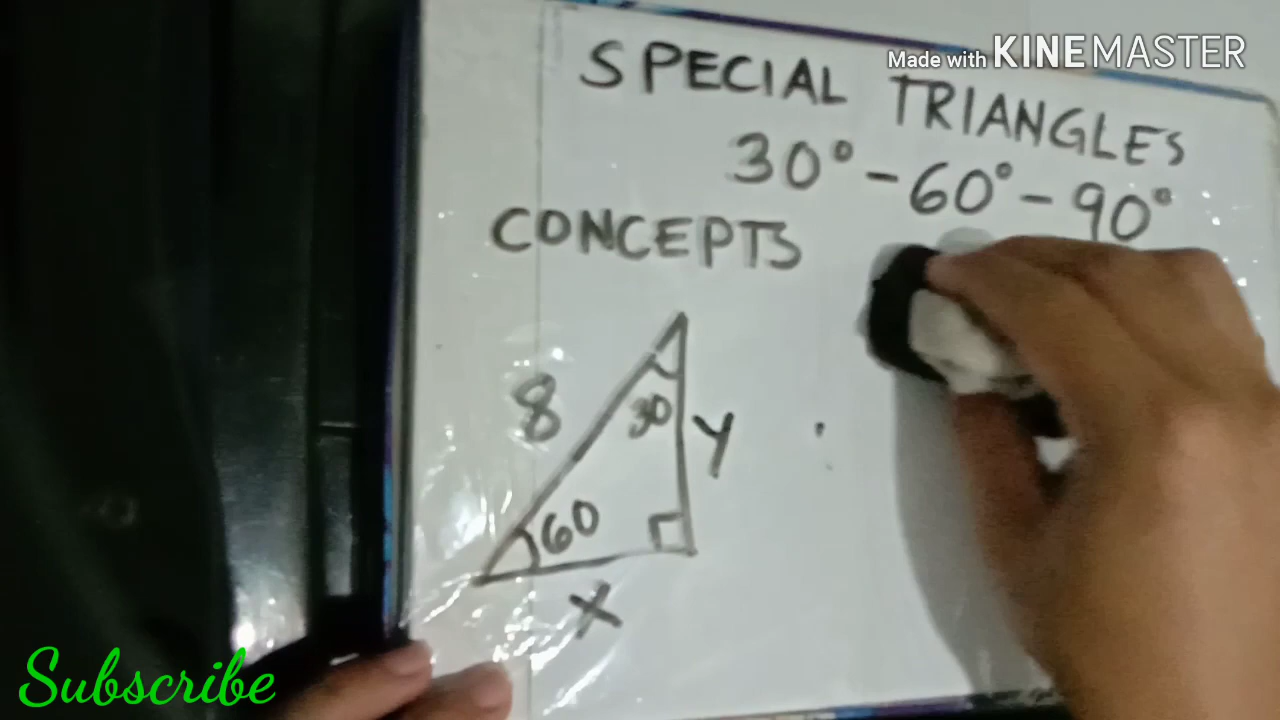 Made with KINEMASTER
SPECIAL TRIANGLES
30° - 60° - 90°
CONCEPTS
8
30
y
60
x
Subscribe